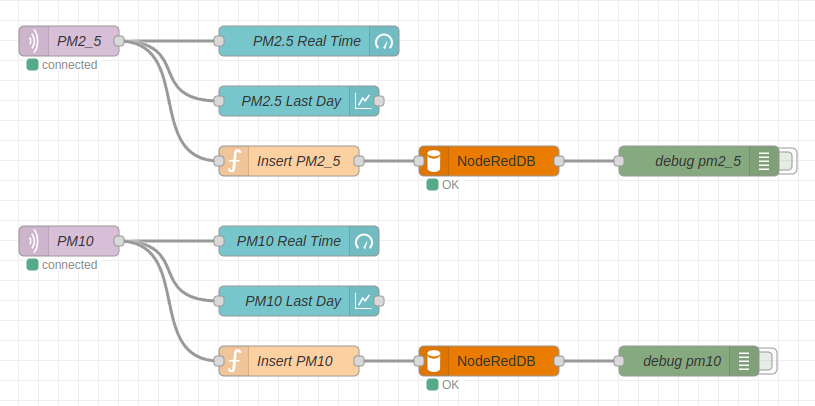 PM2_5
connected
PM2.5 Real Time
PM2.5 Last Day
Insert PM2_5
NodeRedDB
OK
debug pm2_5
PM10
connected
PM10 Real Time
PM10 Last Day
Insert PM10
NodeRedDB
OK
debug pm10